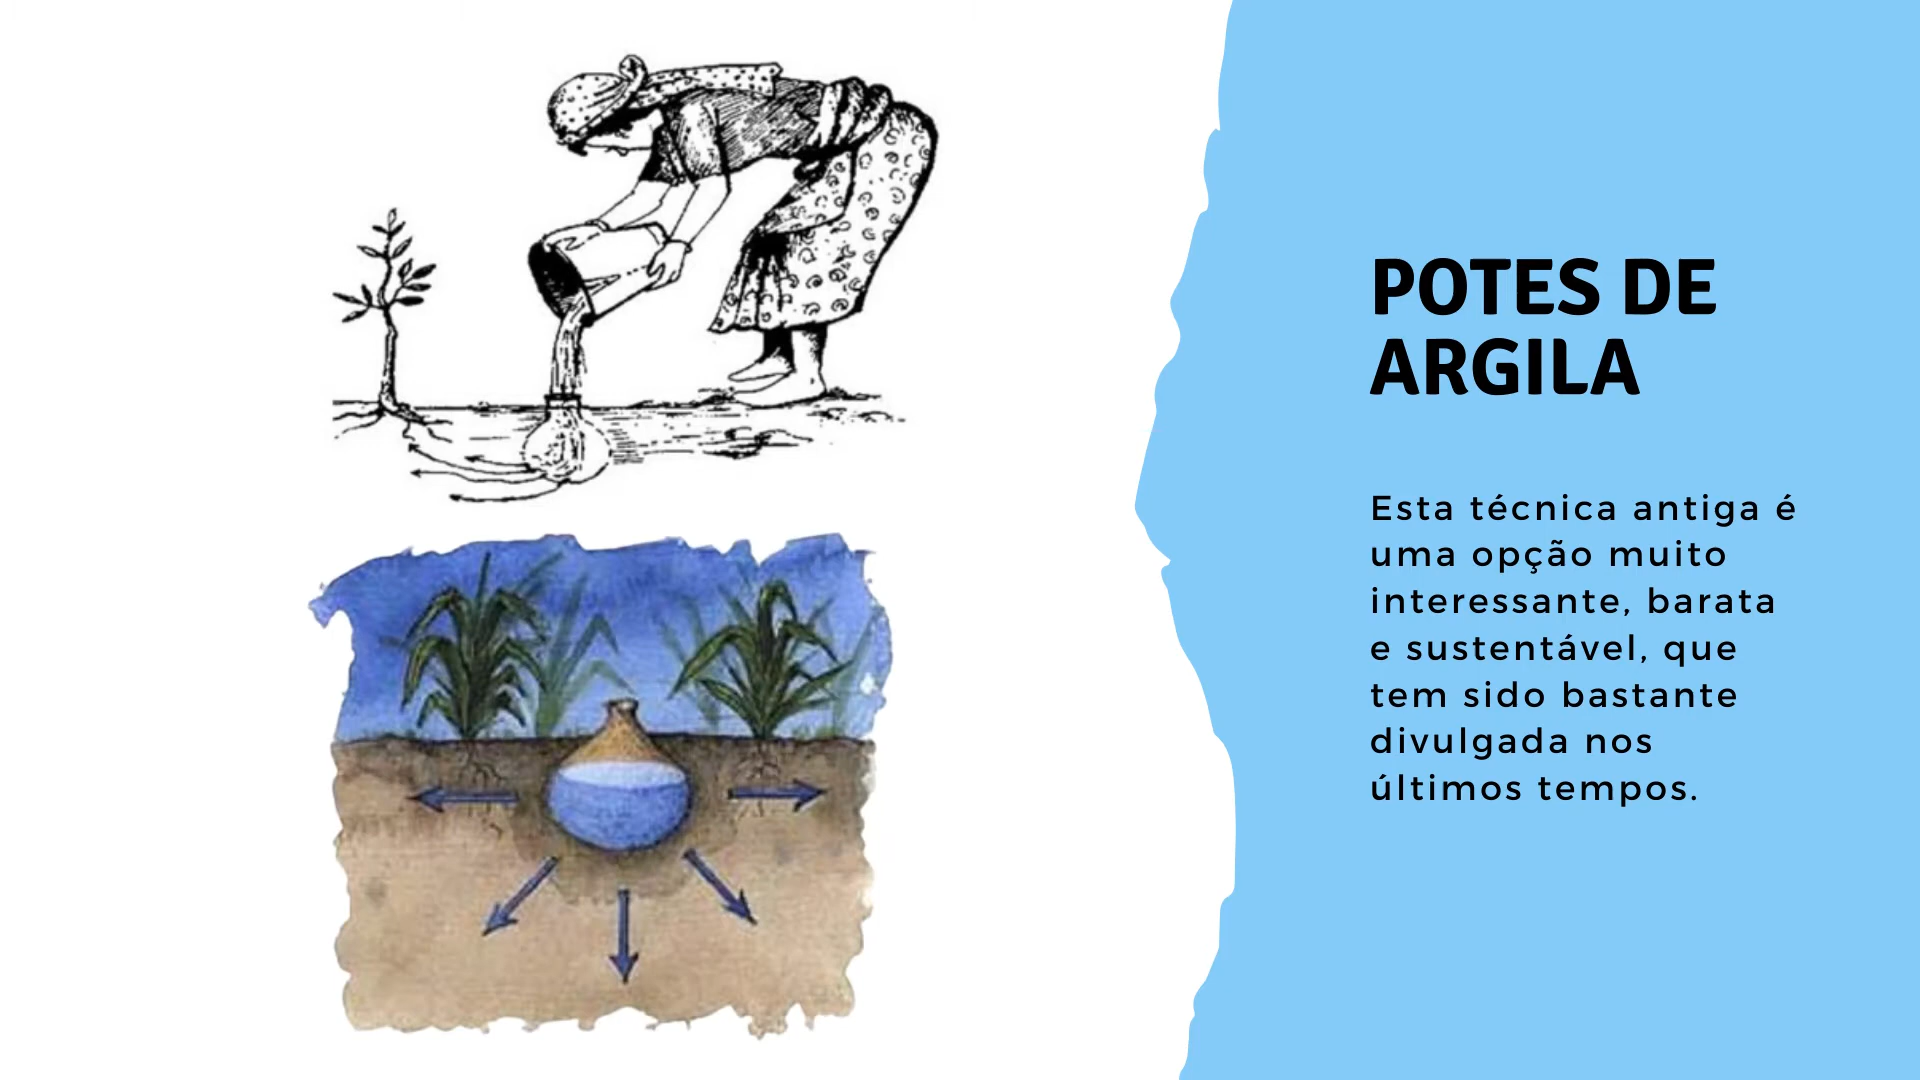 POTES DE
ARGILA
Esta técnica antiga é
uma opção muito
interessante, barata
e sustentável, que
tem sido bastante
divulgada nos
últimos tempos.